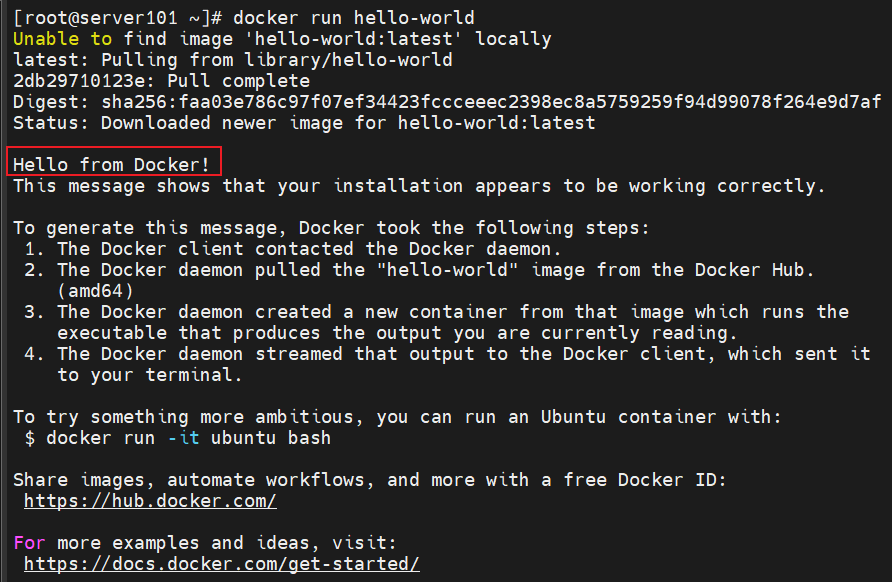 [root@server101 ~]# docker run hello-world
Unable to find image 'hello-world:latest' locally
latest: Pulling from library/hello-world
2db29710123e: Pull complete
Digest: sha256:faa03e786c97f07ef34423fccceeec2398ec8a5759259f94d99078f264e9d7af
Status: Downloaded newer image for hello-world:latest
Hello from Docker!
This message shows that your installation appears to be working correctly.
To generate this message, Docker took the following steps:
1. The Docker client contacted the Docker daemon.
2. The Docker daemon pulled the "hello-world" image from the Docker Hub.
(amd64)
3. The Docker daemon created a new container from that image which runs the
executable that produces the output you are currently reading.
4. The Docker daemon streamed that output to the Docker client, which sent it
to your terminal.
To try something more ambitious, you can run an Ubuntu container with:
$ docker run -it ubuntu bash
Share images, automate workflows, and more with a free Docker ID:
https://hub.docker.com/
For more examples and ideas, visit:
https://docs.docker.com/get-started/